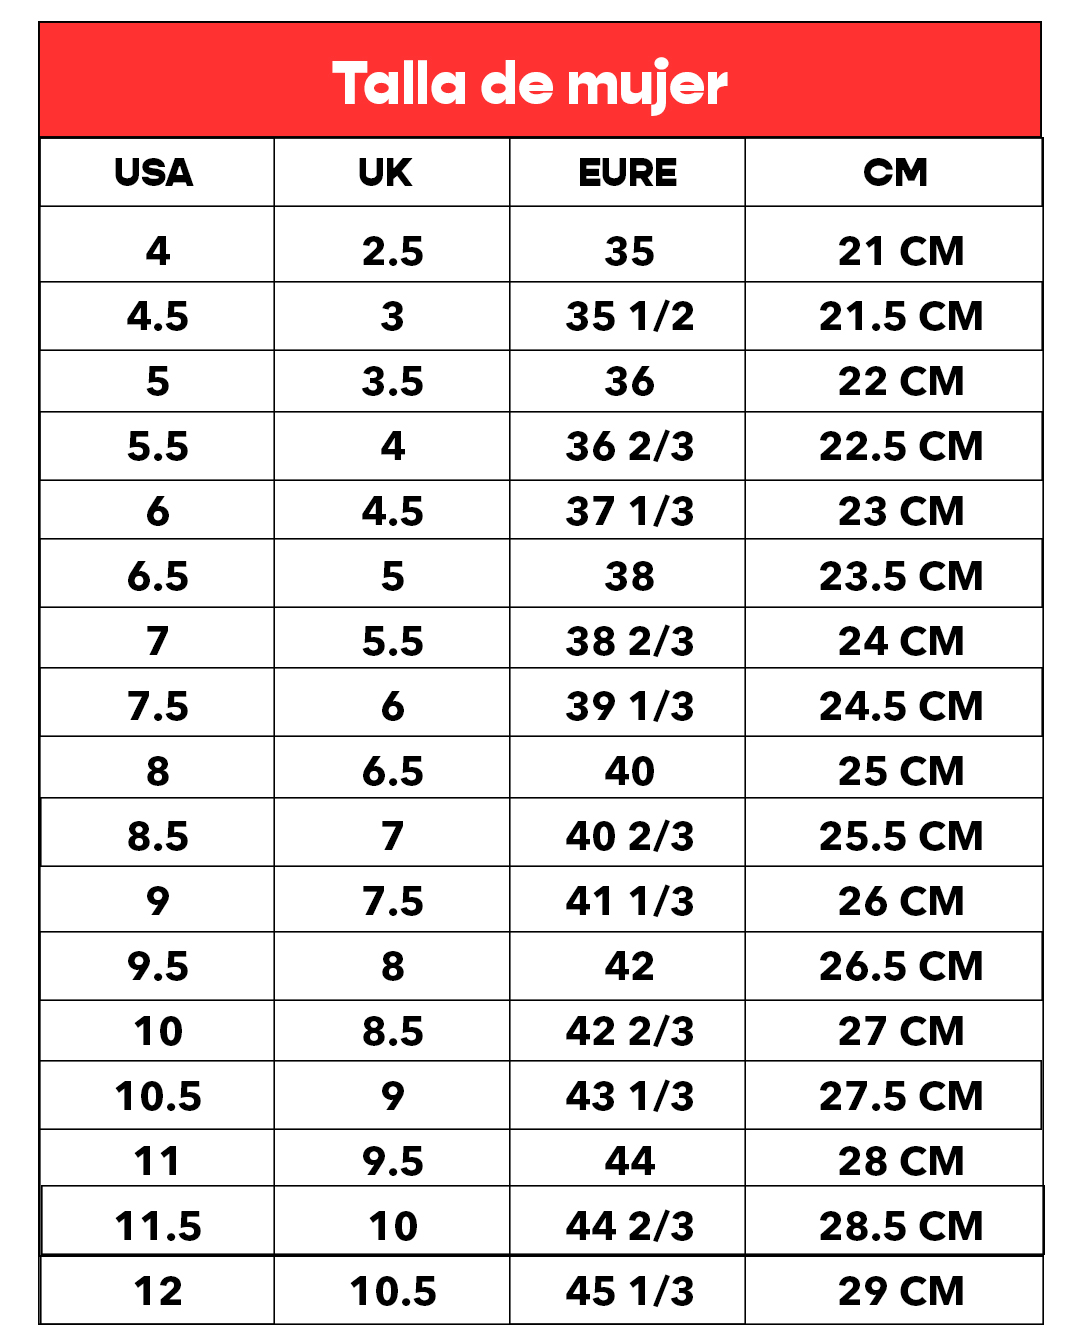 Talla de mujer
USA UK EURE CM
4 2.5 35 21 CM
4.5 3 35 1/2 21.5 CM
5 3.5 36 22 CM
5.5 4 36 2/3 22.5 CM
6 4.5 37 1/3 23 CM
6.5 5 38 23.5 CM
7 5.5 38 2/3 24 CM
7.5 6 39 1/3 24.5 CM
8 6.5 40 25 CM
8.5 7 40 2/3 25.5 CM
9 7.5 41 1/3 26 CM
9.5 8 42 26.5 CM
10 8.5 42 2/3 27 CM
10.5 9 43 1/3 27.5 CM
11 9.5 44 28 CM
11.5 10 44 2/3 28.5 CM
12 10.5 45 1/3 29 CM